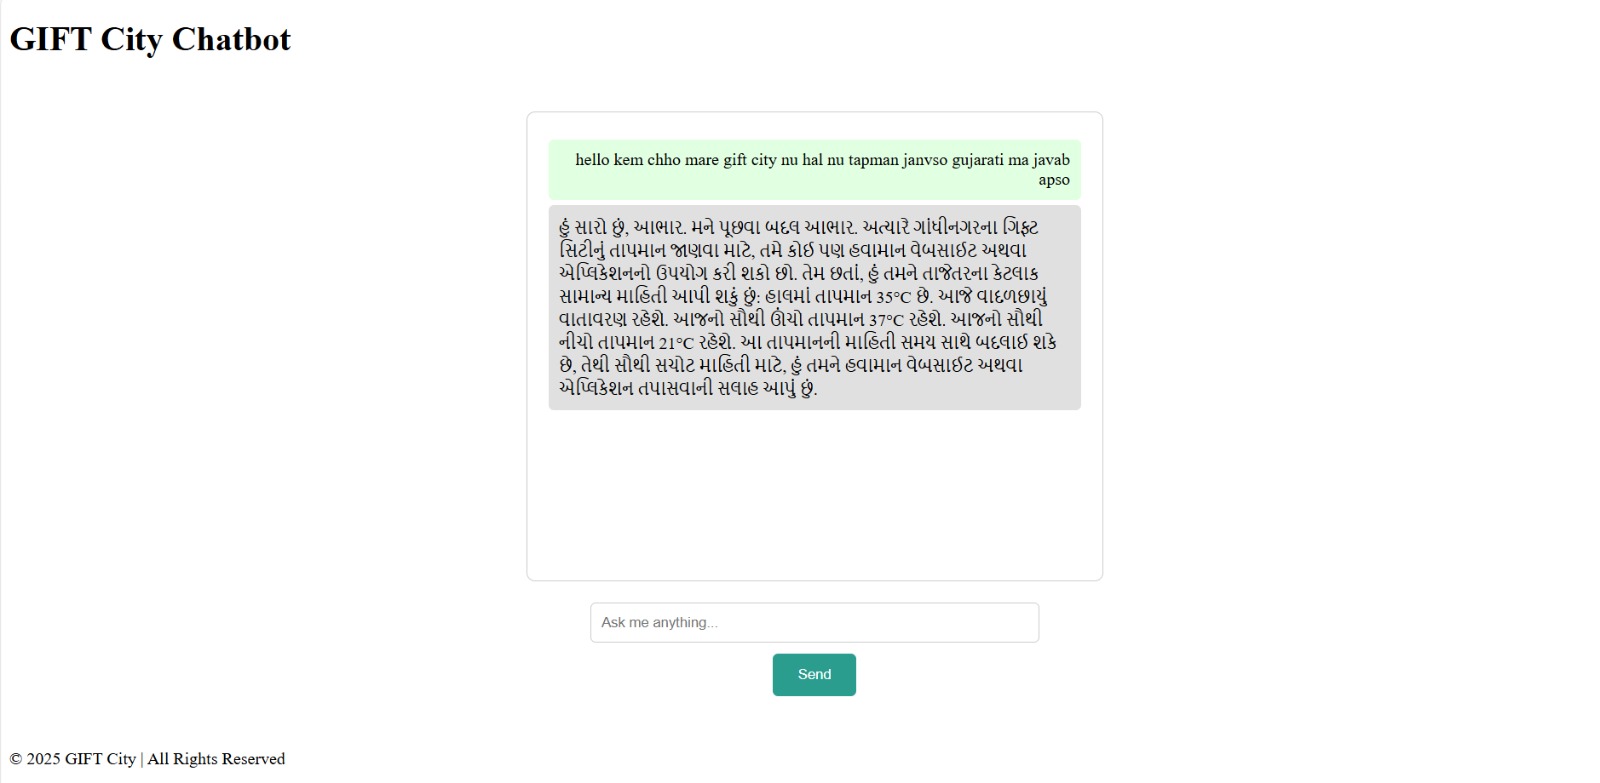 GIFT City Chatbot
hello kem chho mare gift city nu hal nu tapman janvso gujarati ma javab
apso
હું સારો છું, આભાર. મને પૂછવા બદલ આભાર. અત્યારે ગાંધીનગરના ગિફ્ટ
સિટીનું તાપમાન જાણવા માટે, તમે કોઈ પણ હવામાન વેબસાઈટ અથવા
એપ્લિકેશનનો ઉપયોગ કરી શકો છો. તેમ છતાં, હું તમને તાજેતરના કેટલાક
સામાન્ય માહિતી આપી શકું છું: હાલમાં તાપમાન 35°C છે. આજે વાદળછાયું
વાતાવરણ રહેશે. આજનો સૌથી ઊંચો તાપમાન 37°C રહેશે. આજનો સૌથી
નીચો તાપમાન 21°C રહેશે. આ તાપમાનની માહિતી સમય સાથે બદલાઈ શકે
છે, તેથી સૌથી સચોટ માહિતી માટે, હું તમને હવામાન વેબસાઈટ અથવા
એપ્લિકેશન તપાસવાની સલાહ આપું છું.
Ask me anything...
Send
© 2025 GIFT City | All Rights Reserved